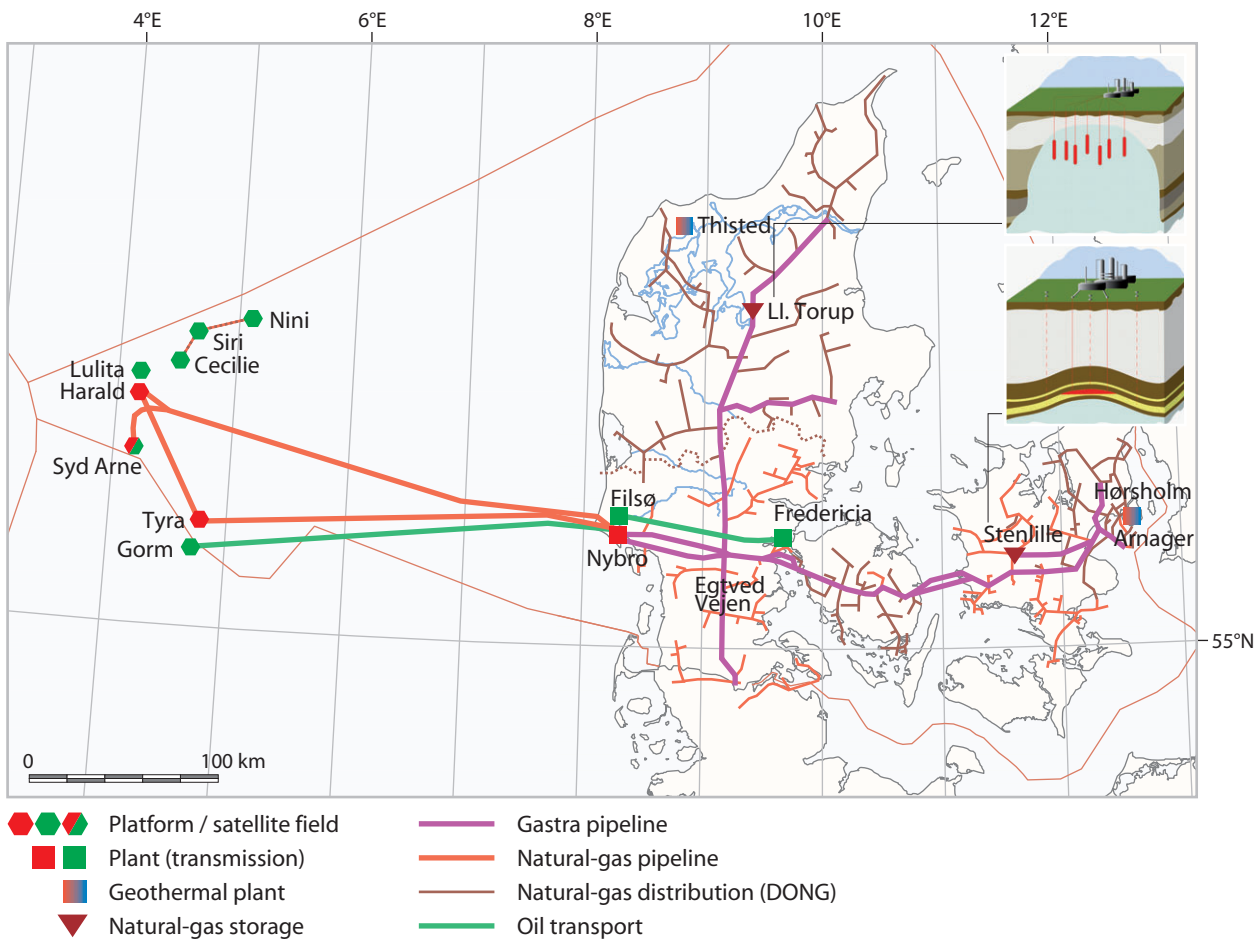 4°E
6°E
8°E
10°E
12°E
Thisted
Ll. Torup
Nini
Siri
Cecilie
Lulita
Harald
Syd Arne
Tyra
Gorm
Filsø
Nybro
Fredericia
Egtved
Vejen
Stenlille
Hørsholm
Arnager
55°N
0 100 km
Platform / satellite field
Plant (transmission)
Geothermal plant
Natural-gas storage
Gastra pipeline
Natural-gas pipeline
Natural-gas distribution (DONG)
Oil transport